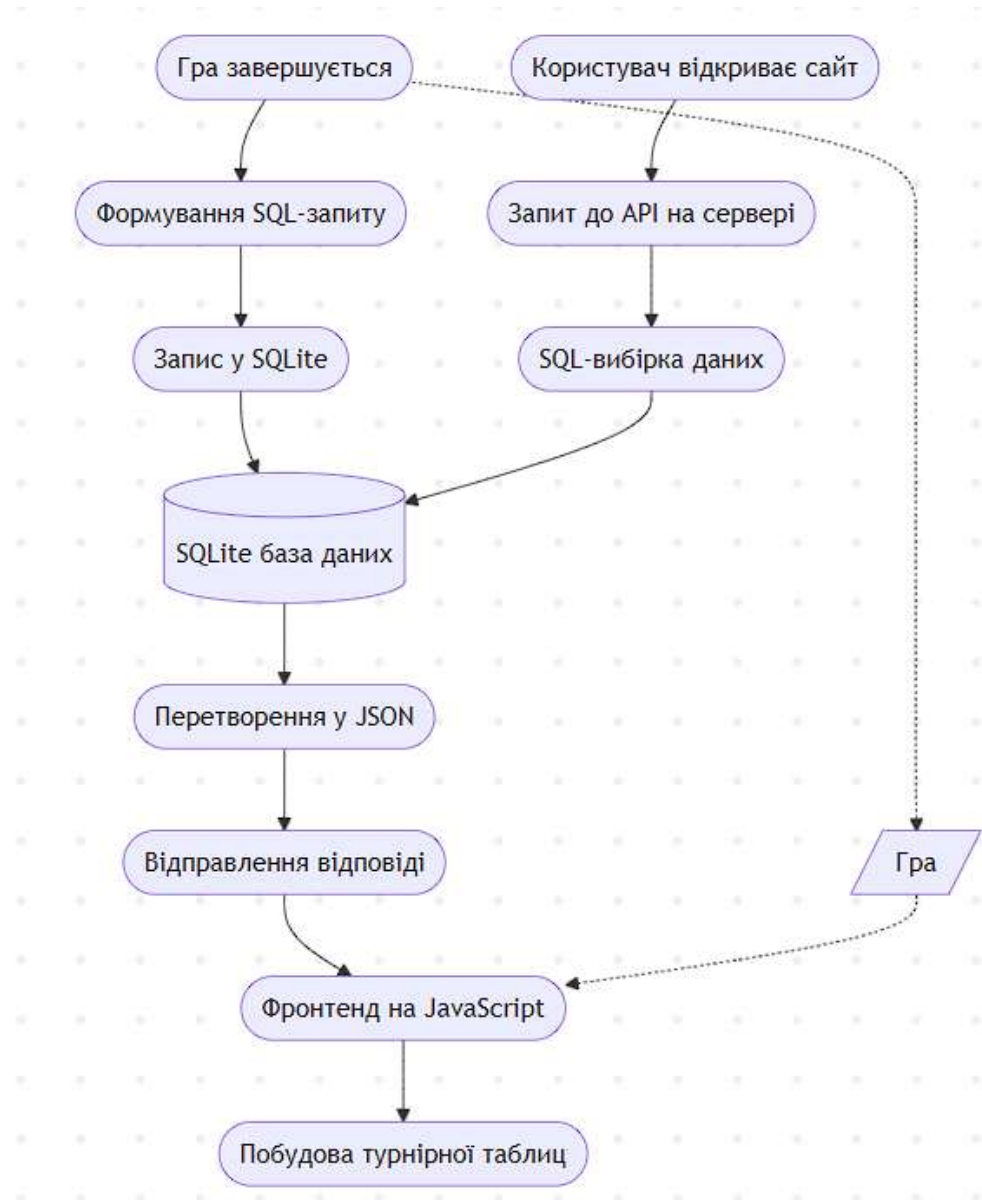 Гра завершується
Користувач відкриває сайт
Формування SQL-запиту
Запит до API на сервері
Запис у SQLite
SQL-вибірка даних
SQLite база даних
Перетворення у JSON
Відправлення відповіді
Гра
Фронтенд на JavaScript
Побудова турнірної таблиц